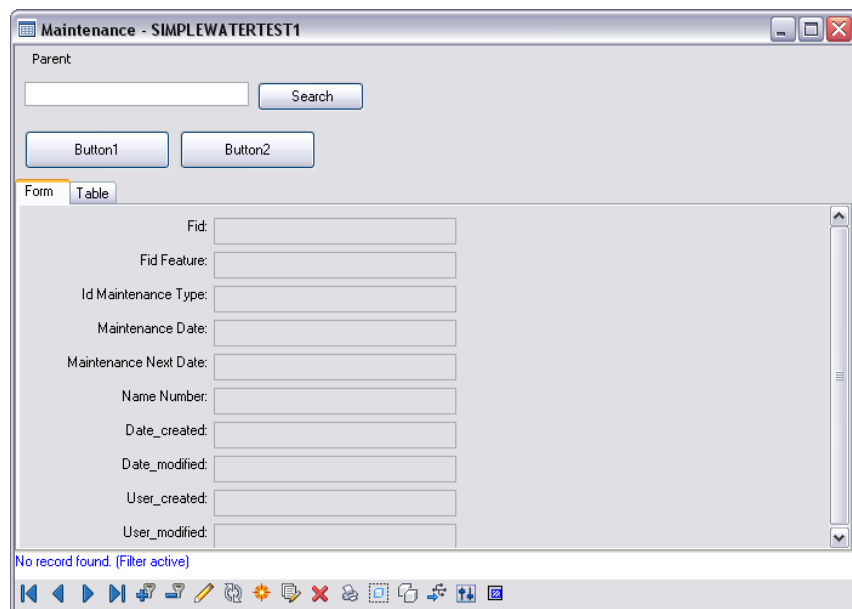 Maintenance - SIMPLEWATERTEST1
Parent
Search
Button1 Button2
Form Table
Fid:
Fid Feature:
Id Maintenance Type:
Maintenance Date:
Maintenance Next Date:
Name Number:
Date_created:
Date_modified:
User_created:
User_modified:
No record found. (Filter active)